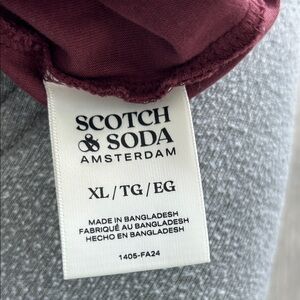 SCOTCH
& SODA
AMSTERDAM
XL / TG / EG
MADE IN BANGLADESH
FABRIQUÉ AU BANGLADESH
HECHO EN BANGLADESH
1405-FA24